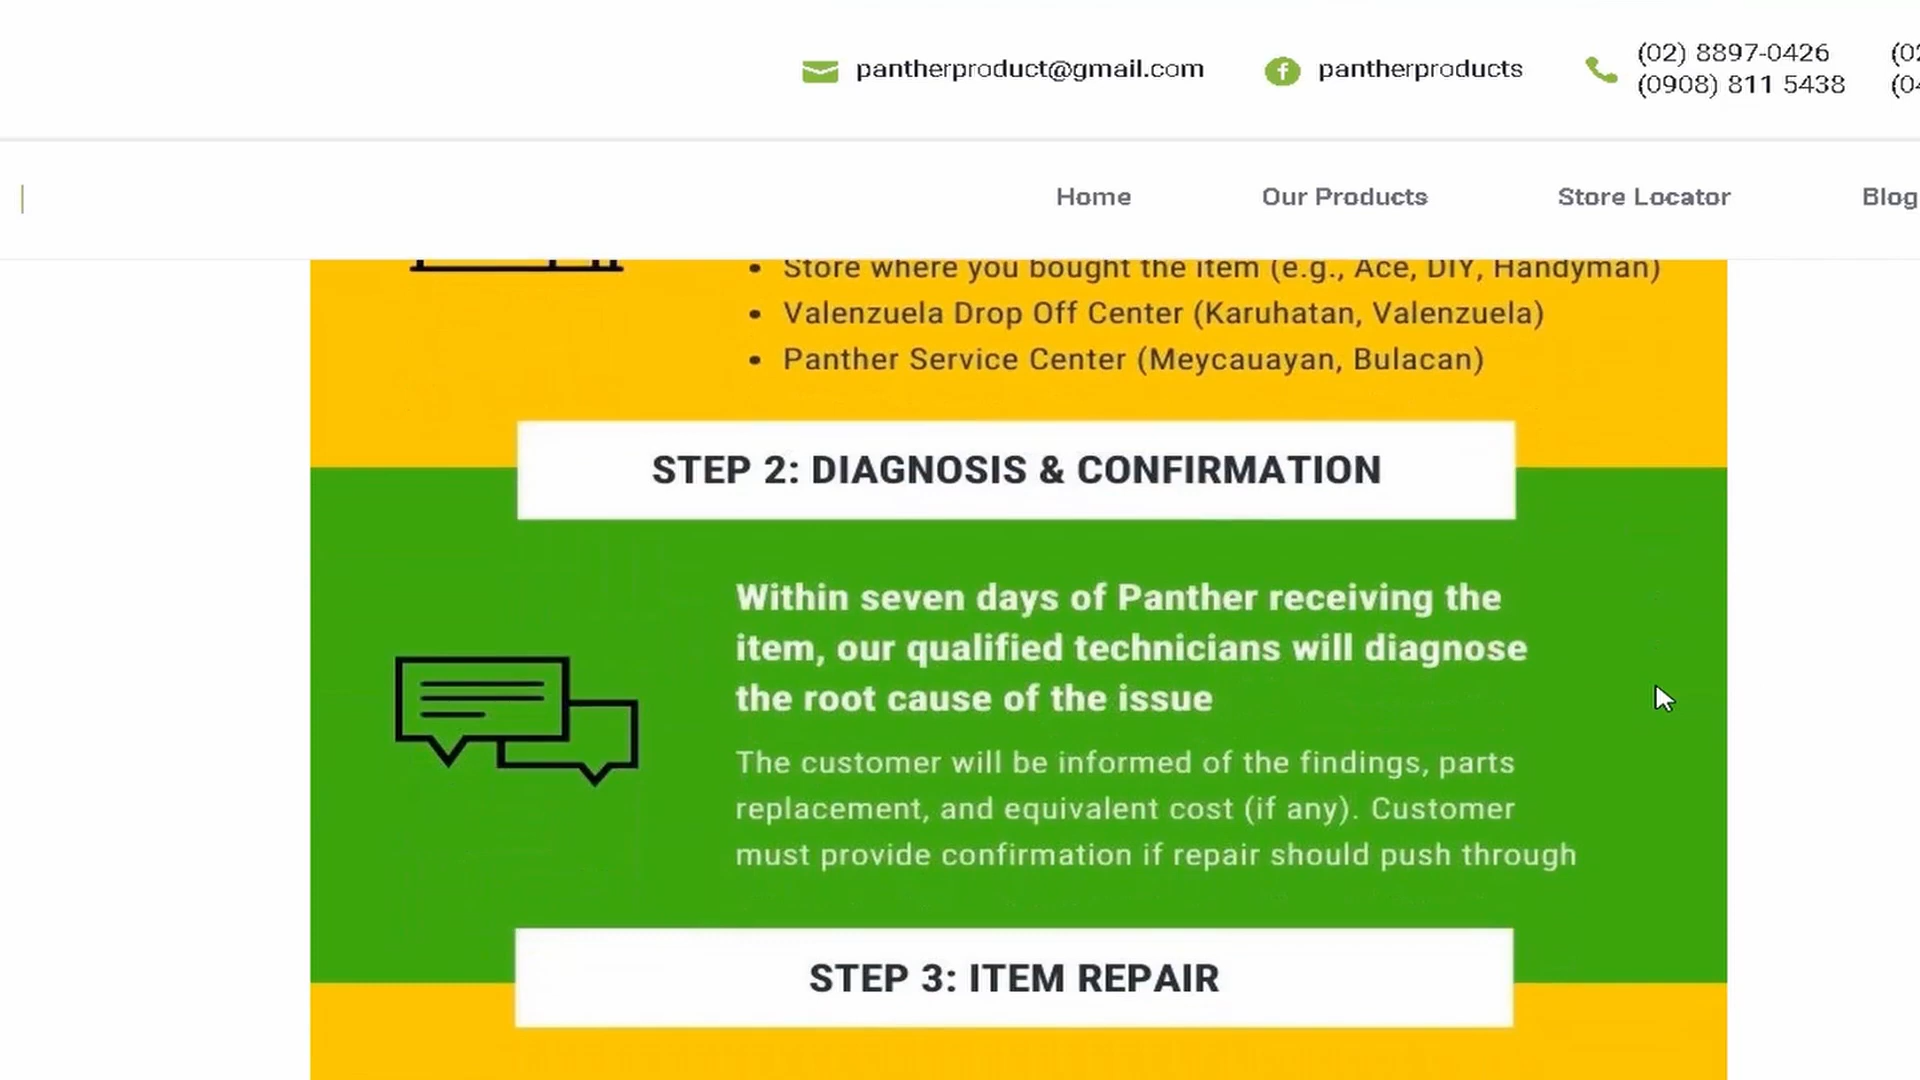 pantherproduct@gmail.com
pantherproducts
(02) 8897-0426
(0908) 811 5438
Home
Our Products
Store Locator
Blog
• Store where you bought the item (e.g., Ace, DIY, Handyman)
• Valenzuela Drop Off Center (Karuhatan, Valenzuela)
• Panther Service Center (Meycauayan, Bulacan)
STEP 2: DIAGNOSIS & CONFIRMATION
Within seven days of Panther receiving the
item, our qualified technicians will diagnose
the root cause of the issue
The customer will be informed of the findings, parts
replacement, and equivalent cost (if any). Customer
must provide confirmation if repair should push through
STEP 3: ITEM REPAIR